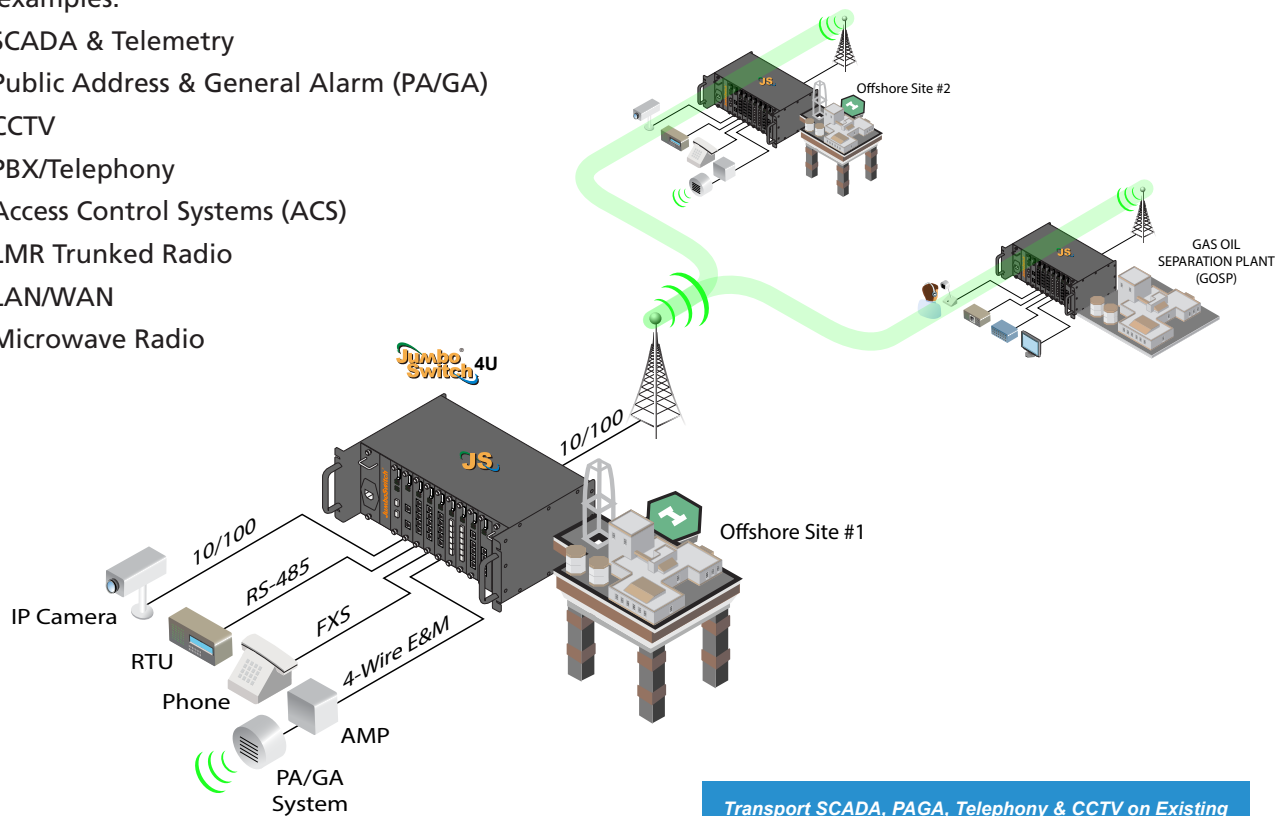 examples:
SCADA & Telemetry
Public Address & General Alarm (PA/GA)
CCTV
PBX/Telephony
Access Control Systems (ACS)
LMR Trunked Radio
LAN/WAN
Microwave Radio
JS
Offshore Site #2
JS
GAS OIL
SEPARATION PLANT
(GOSP)
Jumbo
Switch® 4U
10/100
JS
JumboSwitch
Offshore Site #1
10/100
IP Camera
RS-485
RTU
FXS
Phone
4-Wire E&M
AMP
PA/GA
System
Transport SCADA, PAGA, Telephony & CCTV on Existing